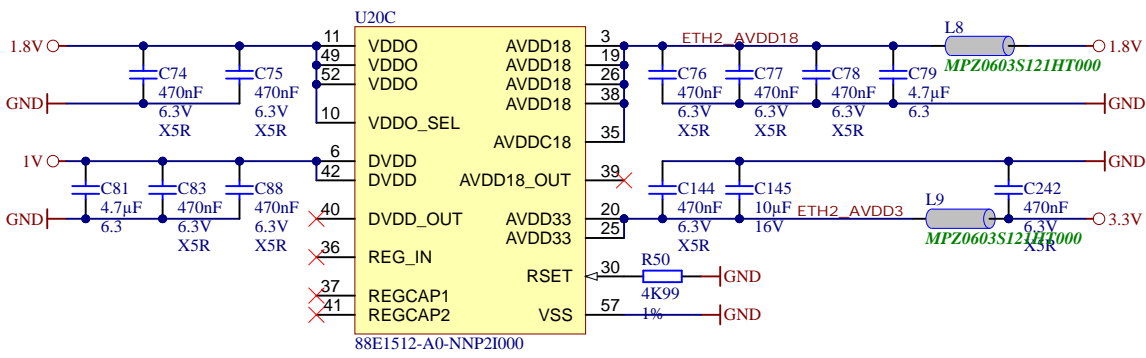 U20C
1.8V
11
VDDO
49
VDDO
52
VDDO
10
VDDO_SEL
C74
470nF
6.3V
X5R
C75
470nF
6.3V
X5R
GND
1V
6
DVDD
42
DVDD
C81
4.7µF
6.3
C83
470nF
6.3V
X5R
C88
470nF
6.3V
X5R
GND
40
DVDD_OUT
36
REG_IN
37
REGCAP1
41
REGCAP2
AVDD18
3
AVDD18
19
AVDD18
26
AVDD18
38
AVDDC18
35
AVDD18_OUT
39
AVDD33
20
AVDD33
25
RSET
30
VSS
57
88E1512-A0-NNP2I000
ETH2_AVDD18
L8
MPZ0603S121HT000
1.8V
C76
470nF
6.3V
X5R
C77
470nF
6.3V
X5R
C78
470nF
6.3V
X5R
C79
4.7µF
6.3
GND
GND
C144
470nF
6.3V
X5R
C145
10µF
16V
ETH2_AVDD3
L9
MPZ0603S121HT000
C242
470nF
6.3V
X5R
3.3V
R50
4K99
1%
GND
GND